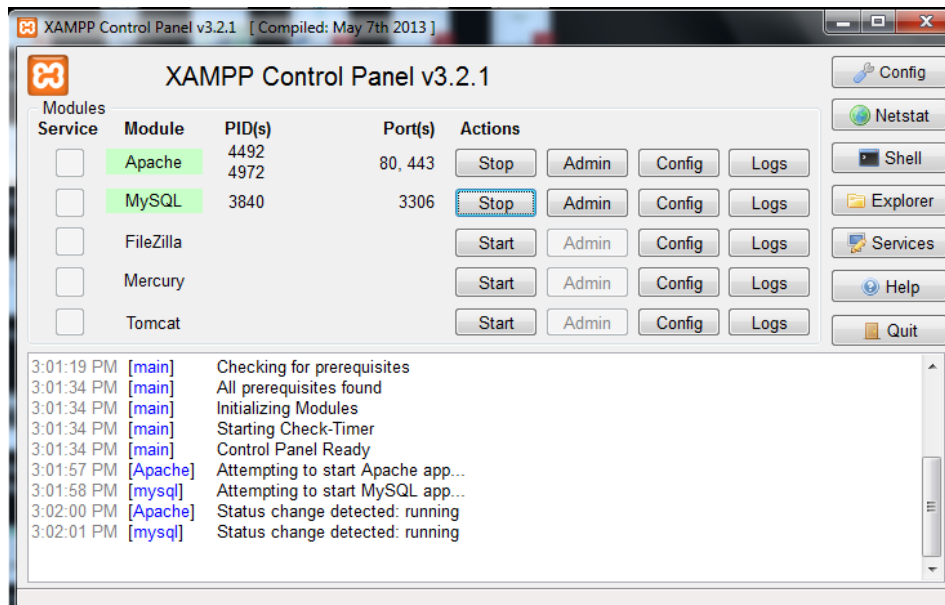 XAMPP Control Panel v3.2.1 [ Compiled: May 7th 2013 ]
XAMPP Control Panel v3.2.1
Config
Modules
Netstat
Service Module PID(s) Port(s) Actions
Apache 4492 4972 80, 443 Stop Admin Config Logs
Shell
MySQL 3840 3306 Stop Admin Config Logs
Explorer
FileZilla Start Admin Config Logs
Services
Mercury Start Admin Config Logs
Help
Tomcat Start Admin Config Logs
Quit
3:01:19 PM [main] Checking for prerequisites
3:01:34 PM [main] All prerequisites found
3:01:34 PM [main] Initializing Modules
3:01:34 PM [main] Starting Check-Timer
3:01:34 PM [main] Control Panel Ready
3:01:57 PM [Apache] Attempting to start Apache app...
3:01:58 PM [mysql] Attempting to start MySQL app...
3:02:00 PM [Apache] Status change detected: running
3:02:01 PM [mysql] Status change detected: running